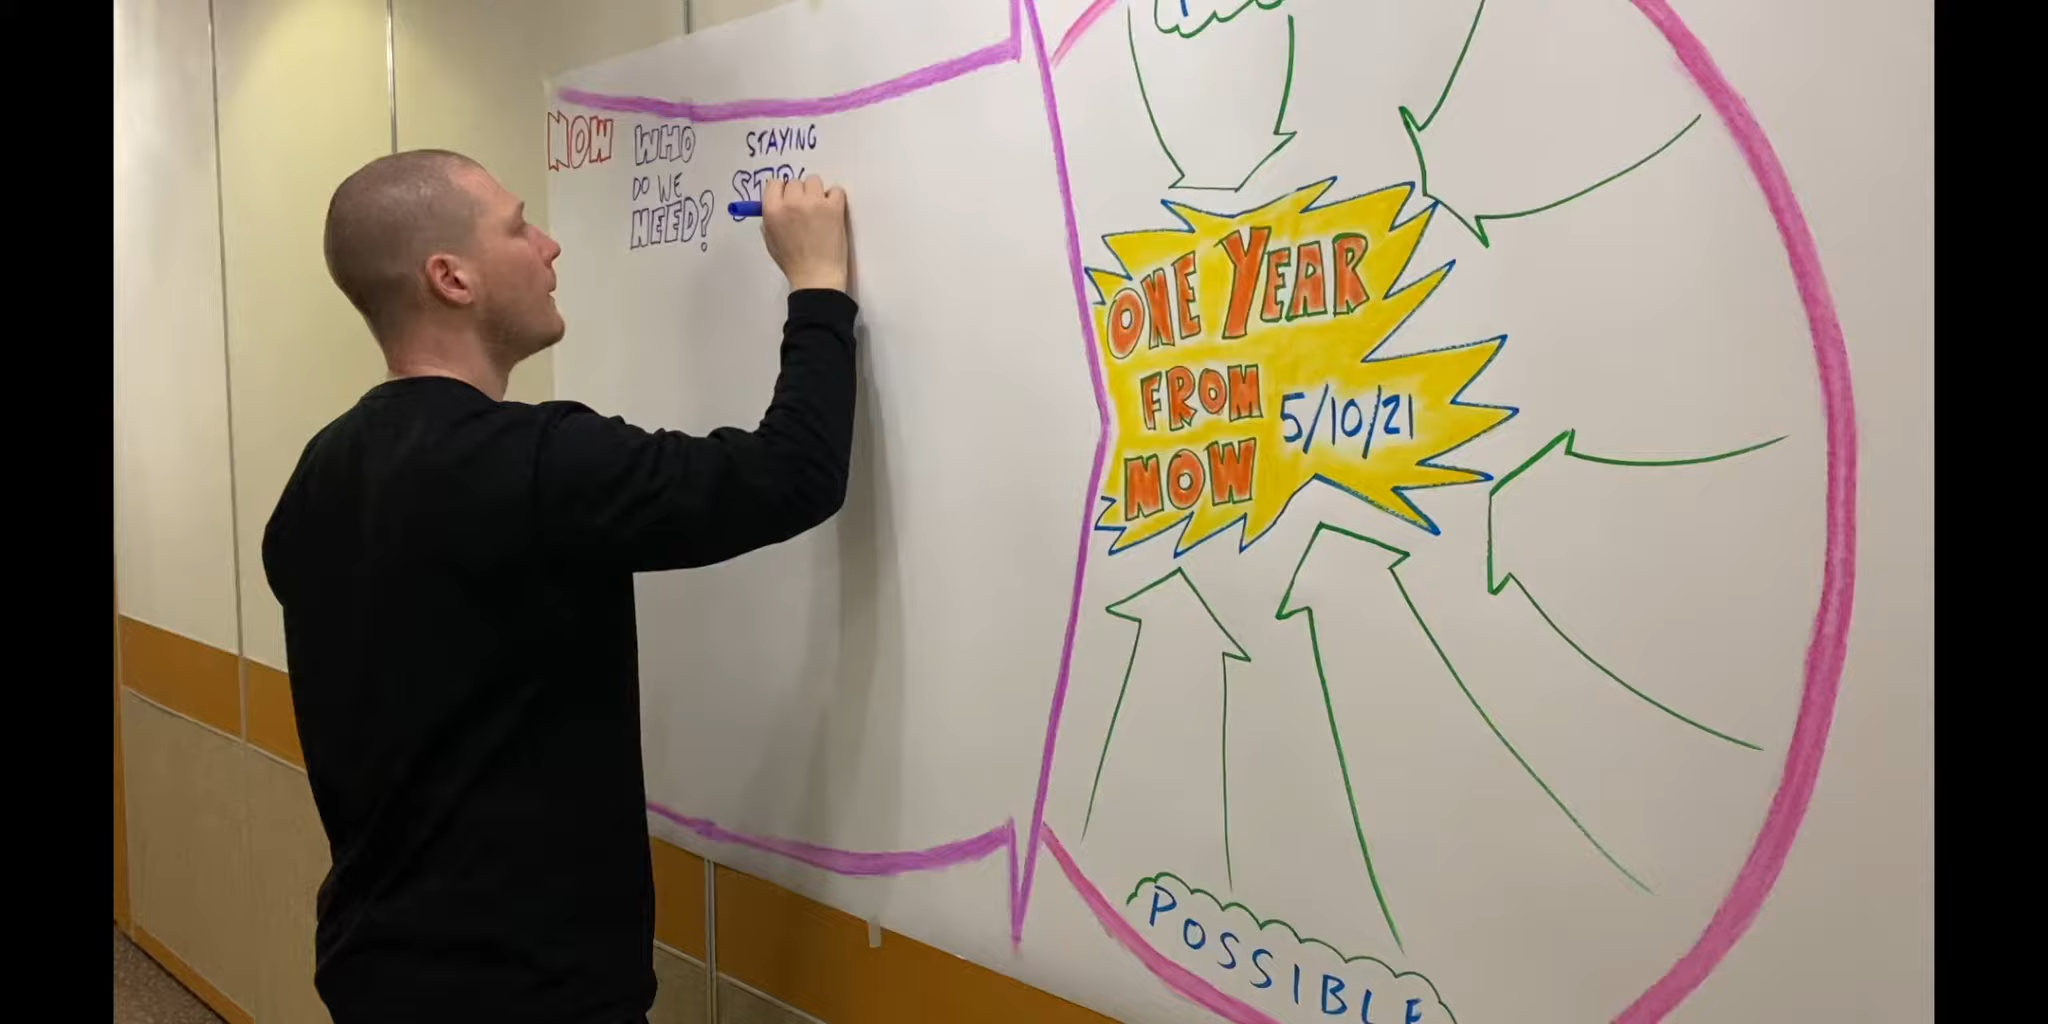 NOW
WHO
DO WE
NEED?
STAYING
ONE YEAR
FROM
NOW
5/10/21
POSSIBLE